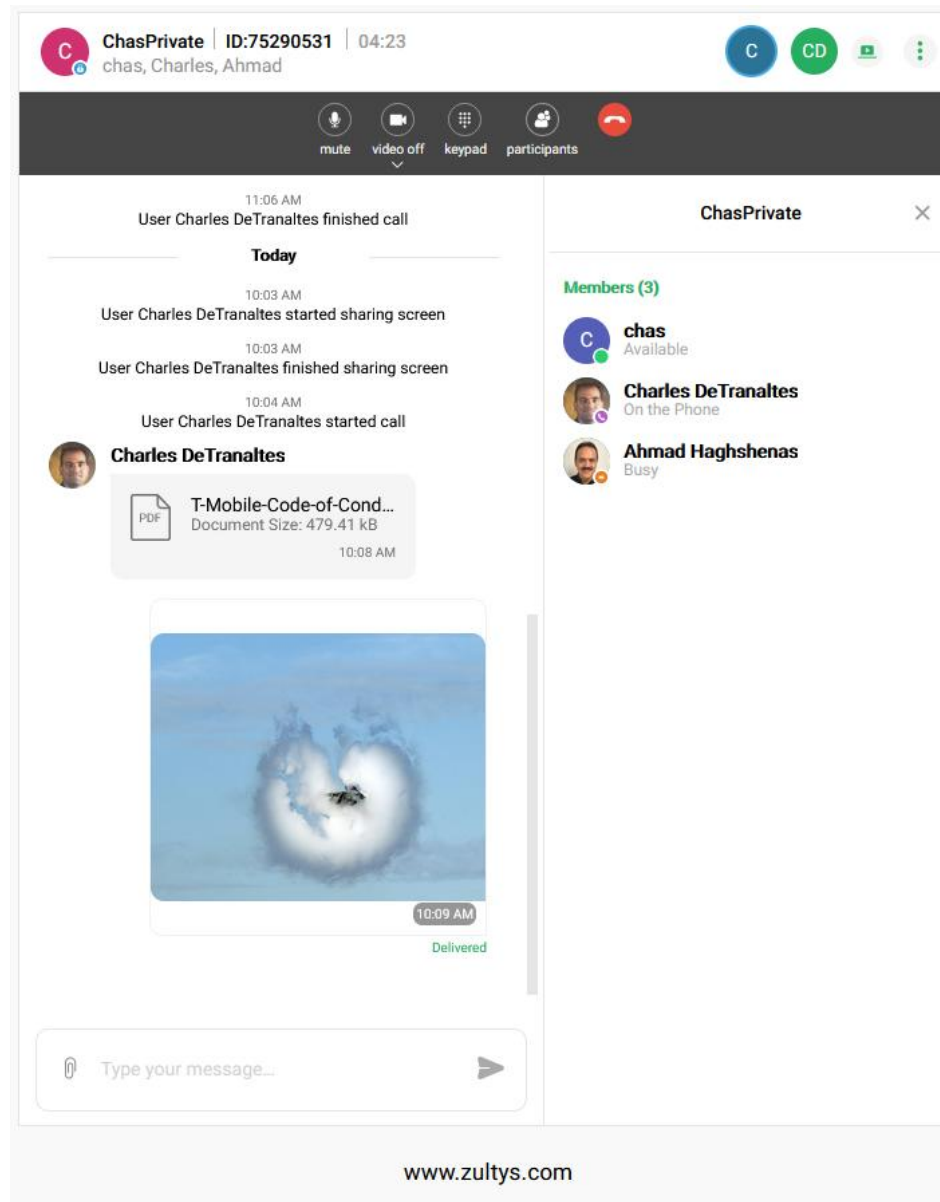 C
ChasPrivate
ID:75290531
04:23
chas, Charles, Ahmad
C
CD
mute
video off
keypad
participants
11:06 AM
User Charles DeTranaltes finished call
Today
10:03 AM
User Charles DeTranaltes started sharing screen
10:03 AM
User Charles DeTranaltes finished sharing screen
10:04 AM
User Charles DeTranaltes started call
Charles DeTranaltes
PDF
T-Mobile-Code-of-Cond...
Document Size: 479.41 kB
10:08 AM
10:09 AM
Delivered
Type your message...
ChasPrivate
Members (3)
C
chas
Available
Charles DeTranaltes
On the Phone
Ahmad Haghshenas
Busy
www.zultys.com